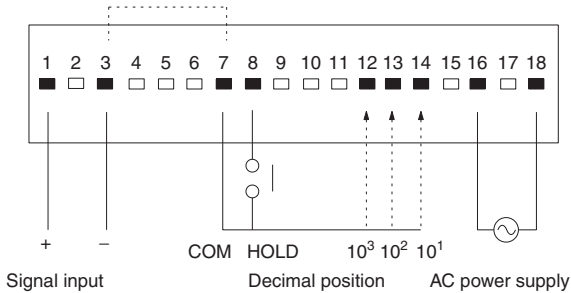 1 2 3 4 5 6 7 8 9 10 11 12 13 14 15 16 17 18
+ − COM HOLD 10³ 10² 10¹
Signal input Decimal position AC power supply